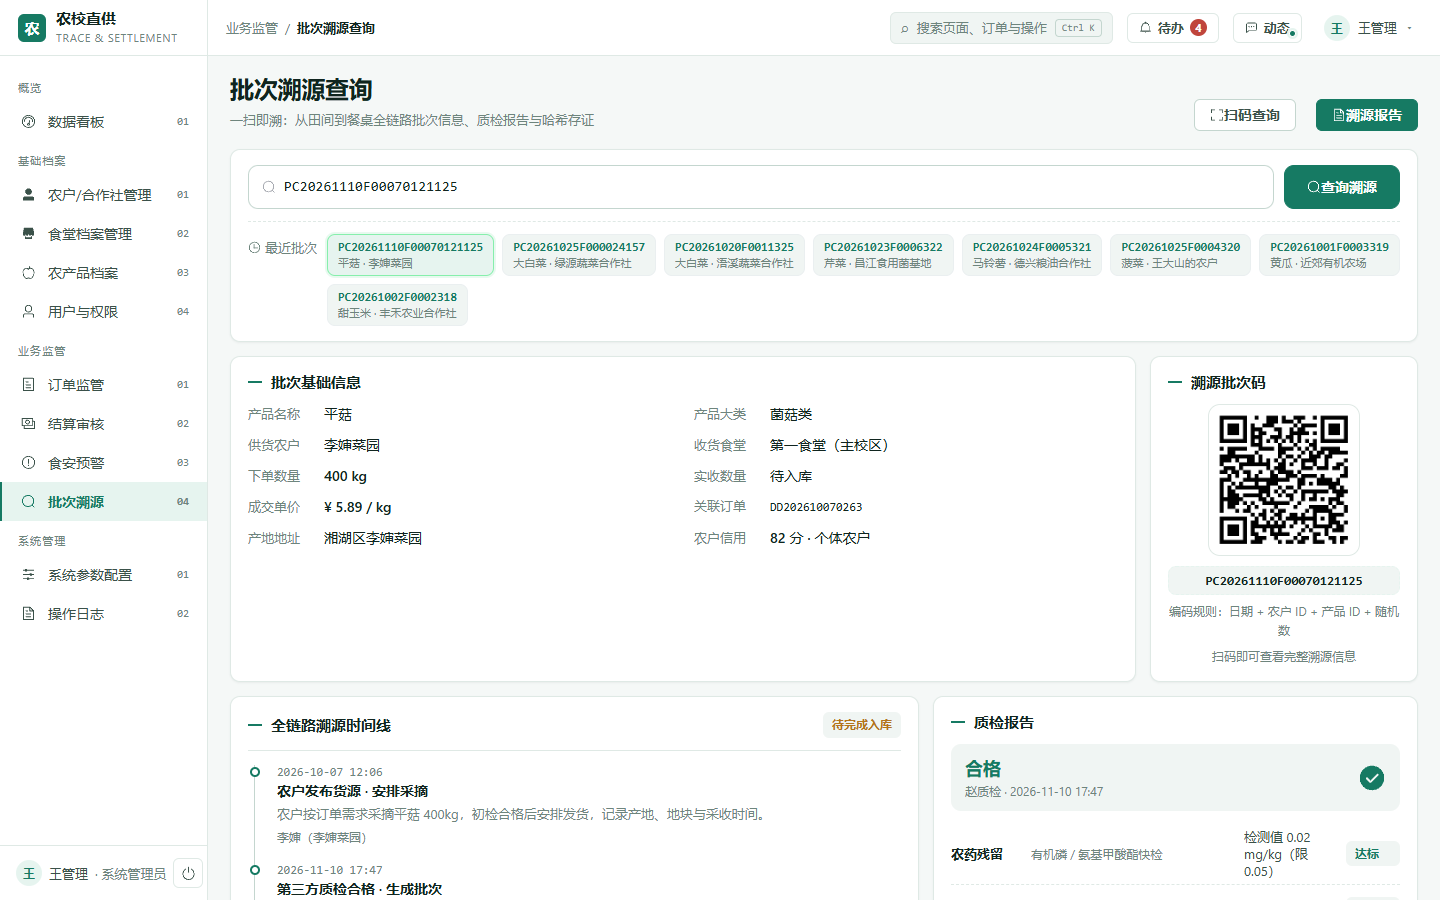 农
农校直供
TRACE & SETTLEMENT
业务监管 / 批次溯源查询
搜索页面、订单与操作 Ctrl K
待办 4
动态
王 王管理
概览
数据看板 01
基础档案
农户/合作社管理 01
食堂档案管理 02
农产品档案 03
用户与权限 04
业务监管
订单监管 01
结算审核 02
食安预警 03
批次溯源 04
系统管理
系统参数配置 01
操作日志 02
王 王管理 · 系统管理员
批次溯源查询
一扫即溯：从田间到餐桌全链路批次信息、质检报告与哈希存证
扫码查询
溯源报告
PC20261110F00070121125
查询溯源
最近批次
PC20261110F00070121125
平菇 · 李婶菜园
PC20261025F000024157
大白菜 · 绿源蔬菜合作社
PC20261020F0011325
大白菜 · 浯溪蔬菜合作社
PC20261023F0006322
芹菜 · 昌江食用菌基地
PC20261024F0005321
马铃薯 · 德兴粮油合作社
PC20261025F0004320
菠菜 · 王大山的农户
PC20261001F0003319
黄瓜 · 近郊有机农场
PC20261002F0002318
甜玉米 · 丰禾农业合作社
批次基础信息
产品名称 平菇
产品大类 菌菇类
供货农户 李婶菜园
收货食堂 第一食堂（主校区）
下单数量 400 kg
实收数量 待入库
成交单价 ¥ 5.89 / kg
关联订单 DD202610070263
产地地址 湘湖区李婶菜园
农户信用 82 分 · 个体农户
溯源批次码
PC20261110F00070121125
编码规则：日期 + 农户 ID + 产品 ID + 随机
数
扫码即可查看完整溯源信息
全链路溯源时间线 待完成入库
2026-10-07 12:06
农户发布货源 · 安排采摘
农户按订单需求采摘平菇 400kg，初检合格后安排发货，记录产地、地块与采收时间。
李婶（李婶菜园）
2026-11-10 17:47
第三方质检合格 · 生成批次
质检报告
合格
赵质检 · 2026-11-10 17:47
农药残留 有机磷 / 氨基甲酸酯快检
检测值 0.02
mg/kg（限
0.05）
达标